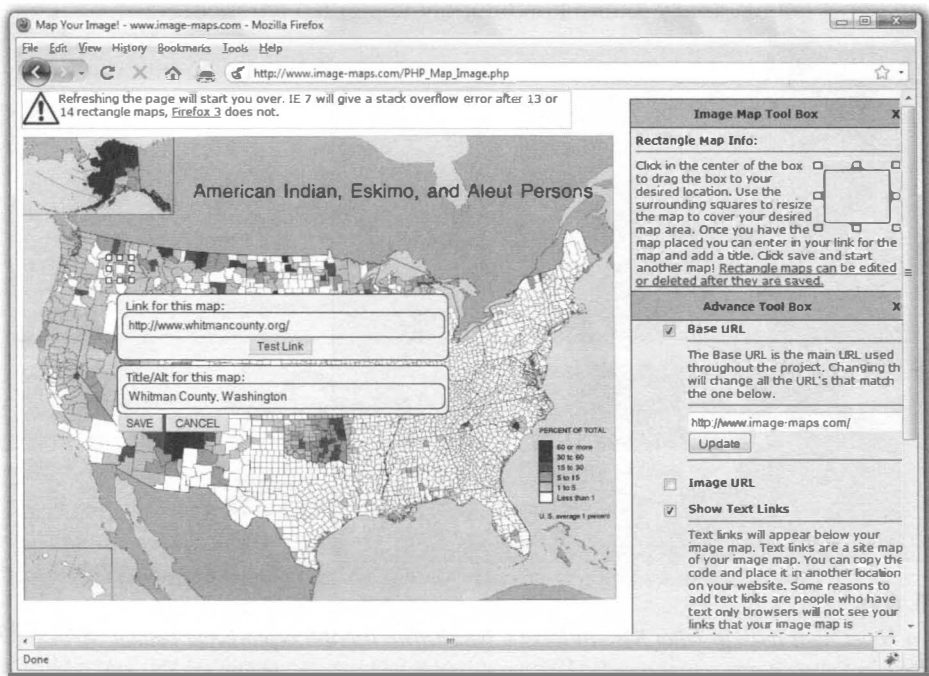 Map Your Image! - www.image-maps.com - Mozilla Firefox
File Edit View History Bookmarks Tools Help
http://www.image-maps.com/PHP_Map_Image.php
Refreshing the page will start you over. IE 7 will give a stack overflow error after 13 or
14 rectangle maps, Firefox 3 does not.
American Indian, Eskimo, and Aleut Persons
Link for this map:
http://www.whitmancounty.org/
Test Link
Title/Alt for this map:
Whitman County, Washington
SAVE CANCEL
PERCENT OF TOTAL
60 or more
30 to 60
15 to 30
5 to 15
1 to 5
Less than 1
U. S. average 1 percent
Image Map Tool Box X
Rectangle Map Info:
Click in the center of the box
to drag the box to your
desired location. Use the
surrounding squares to resize
the map to cover your desired
map area. Once you have the
map placed you can enter in your link for the
map and add a title. Click save and start
another map! Rectangle maps can be edited
or deleted after they are saved.
Advance Tool Box X
Base URL
The Base URL is the main URL used
throughout the project. Changing th
will change all the URL's that match
the one below.
http://www.image-maps.com/
Update
Image URL
Show Text Links
Text links will appear below your
image map. Text links are a site map
of your image map. You can copy the
code and place it in another location
on your website. Some reasons to
add text links are people who have
text only browsers will not see your
links that your image map is
Done